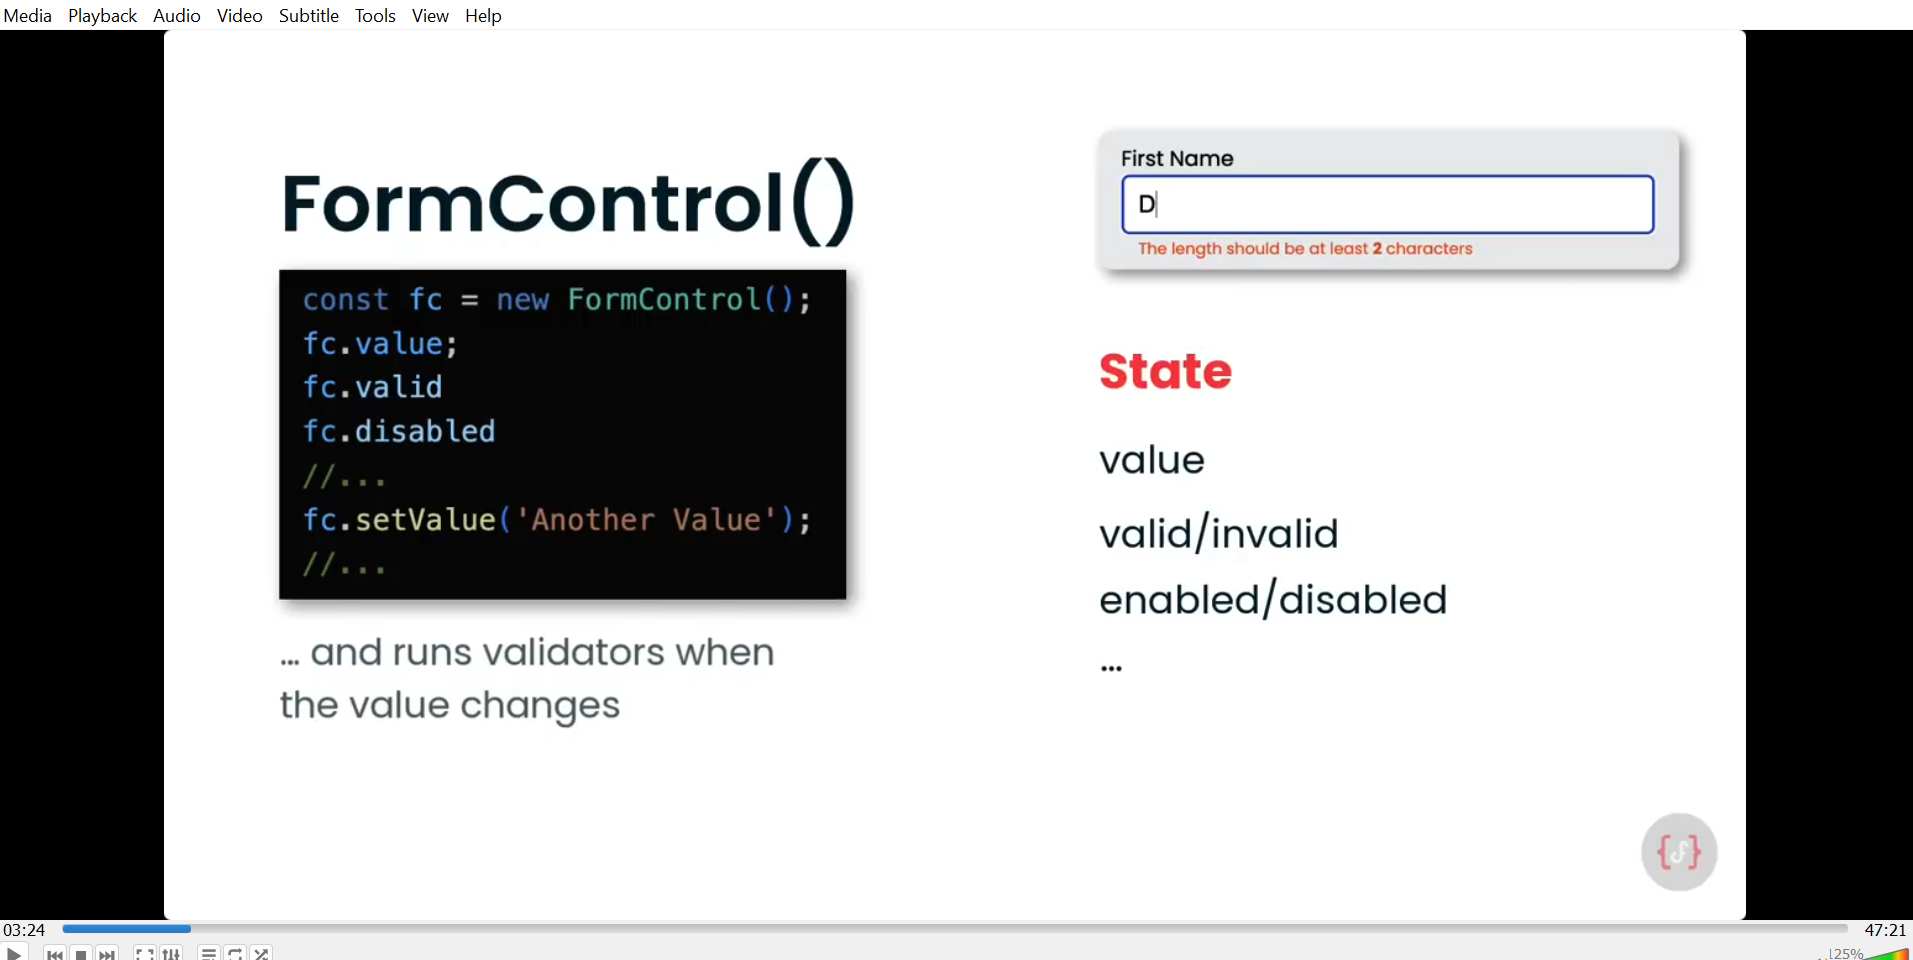 Media Playback Audio Video Subtitle Tools View Help
FormControl()
const fc = new FormControl();
fc.value;
fc.valid
fc.disabled
//...
fc.setValue('Another Value');
//...
... and runs validators when
the value changes
First Name
D
The length should be at least 2 characters
State
value
valid/invalid
enabled/disabled
...
03:24
47:21
125%